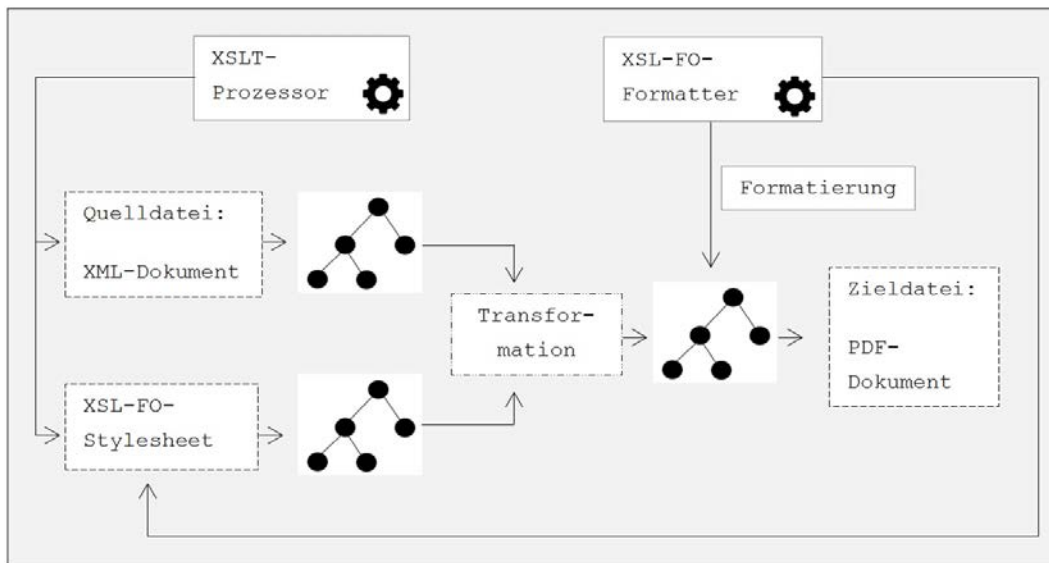 XSLT-
Prozessor
XSL-FO-
Formatter
Formatierung
Quelldatei:
XML-Dokument
Transfor-
mation
Zieldatei:
PDF-
Dokument
XSL-FO-
Stylesheet